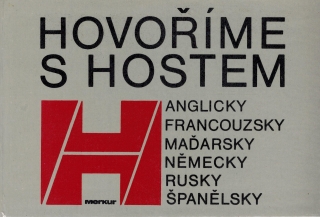 HOVOŘÍME
S HOSTEM
ANGLICKY
FRANCOUZSKY
MAĎARSKY
NĚMECKY
RUSKY
ŠPANĚLSKY
merkur